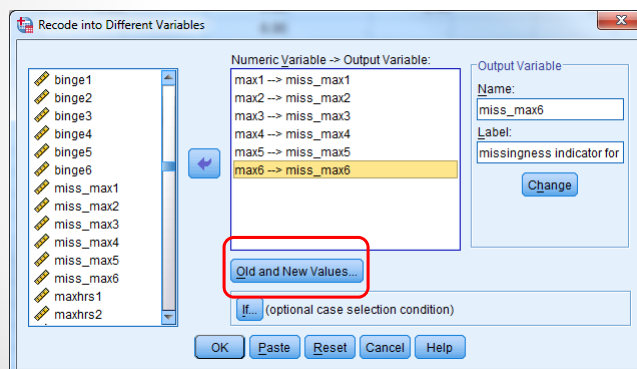 Recode into Different Variables
binge1
binge2
binge3
binge4
binge5
binge6
miss_max1
miss_max2
miss_max3
miss_max4
miss_max5
miss_max6
maxhrs1
maxhrs2
Numeric Variable -> Output Variable:
max1 --> miss_max1
max2 --> miss_max2
max3 --> miss_max3
max4 --> miss_max4
max5 --> miss_max5
max6 --> miss_max6
Old and New Values...
If... (optional case selection condition)
Output Variable
Name:
miss_max6
Label:
missingness indicator for
Change
OK Paste Reset Cancel Help